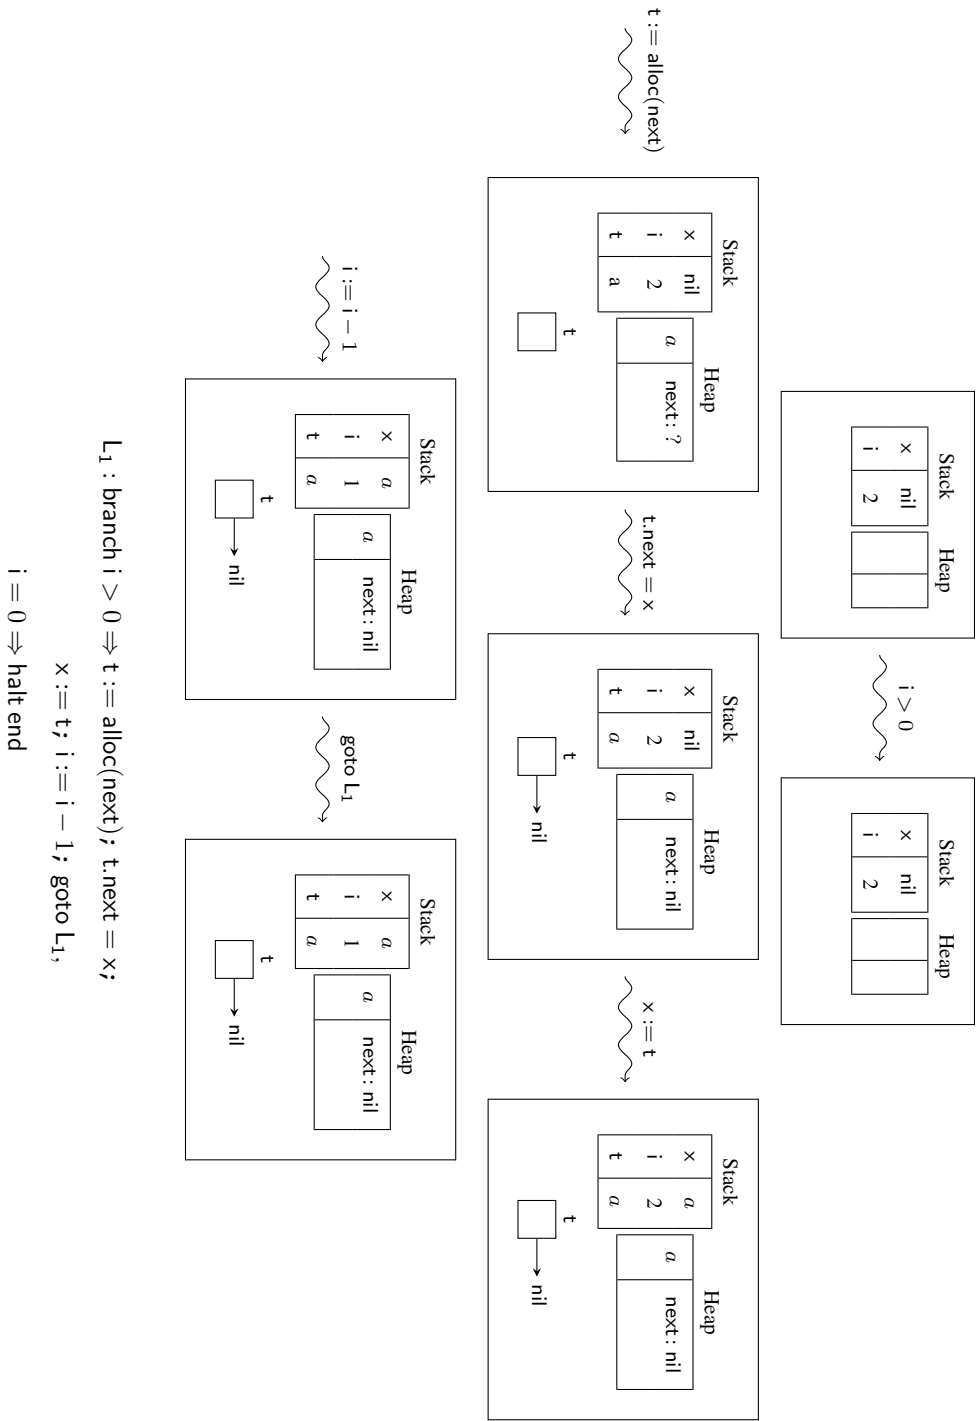 Stack Heap
x nil
i 2
i > 0
Stack Heap
x nil
i 2
t := alloc(next)
Stack Heap
x nil a next: ?
i 2
t a
t
t.next = x
Stack Heap
x nil a next: nil
i 2
t a
t
nil
x := t
Stack Heap
x a a next: nil
i 2
t a
t
nil
i := i − 1
Stack Heap
x a a next: nil
i 1
t a
t
nil
goto L₁
Stack Heap
x a a next: nil
i 1
t a
t
nil
L₁ : branch i > 0 ⇒ t := alloc(next); t.next = x;
x := t; i := i − 1; goto L₁,
i = 0 ⇒ halt end